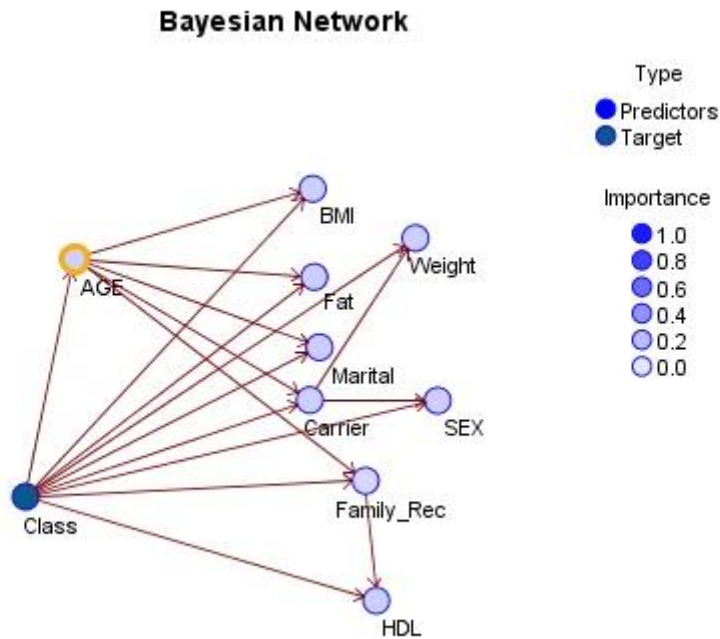 Bayesian Network
Type
Predictors
Target
Importance
1.0
0.8
0.6
0.4
0.2
0.0
BMI
Weight
AGE
Fat
Marital
Carrier
SEX
Family_Rec
Class
HDL